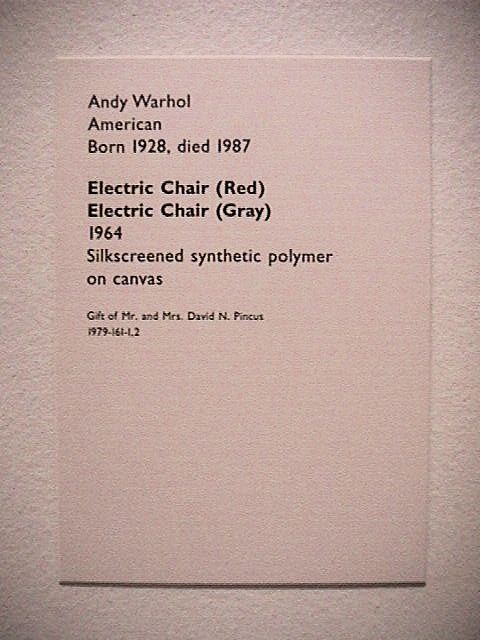 Andy Warhol
American
Born 1928, died 1987
Electric Chair (Red)
Electric Chair (Gray)
1964
Silkscreened synthetic polymer
on canvas
Gift of Mr. and Mrs. David N. Pincus
1979-161-1,2